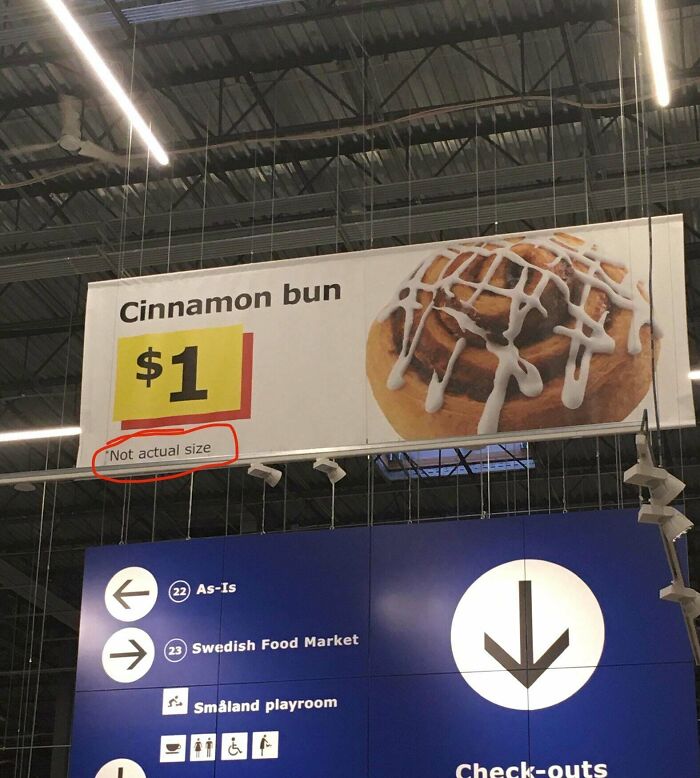 Cinnamon bun
$1
*Not actual size
22 As-Is
23 Swedish Food Market
Småland playroom
Check-outs